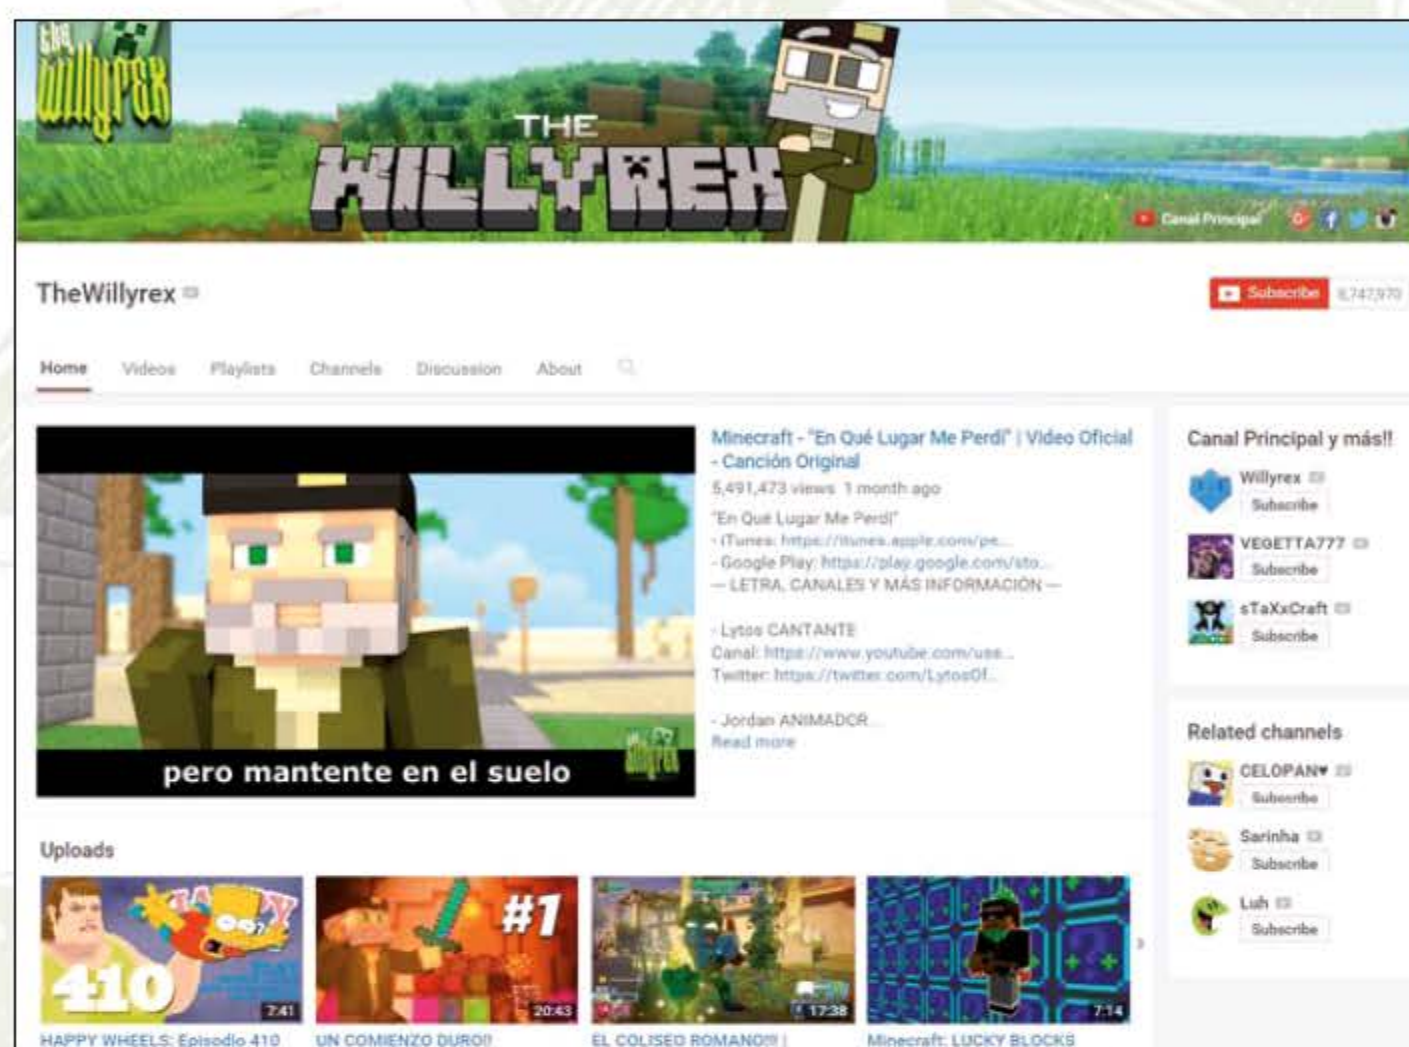 the
willyrex
THE
WILLYREX
Canal Principal
TheWillyrex
Subscribe 8,747,970
Home Videos Playlists Channels Discussion About
Minecraft - "En Qué Lugar Me Perdí" | Video Oficial
- Canción Original
5,491,473 views 1 month ago
"En Qué Lugar Me Perdí"
- iTunes: https://itunes.apple.com/pe...
- Google Play: https://play.google.com/sto...
--- LETRA, CANALES Y MÁS INFORMACIÓN ---
- Lytos CANTANTE
Canal: https://www.youtube.com/use...
Twitter: https://twitter.com/LytosOf...
- Jordan ANIMADOR...
Read more
pero mantente en el suelo
willyrex
Canal Principal y más!!
Willyrex
Subscribe
VEGETTA777
Subscribe
sTaXxCraft
Subscribe
Related channels
CELOPAN♥
Subscribe
Sarinha
Subscribe
Luh
Subscribe
Uploads
410
7:41
#1
20:43
17:38
7:14
HAPPY WHEELS: Episodio 410
UN COMIENZO DURO!!
EL COLISEO ROMANO!!! |
Minecraft: LUCKY BLOCKS